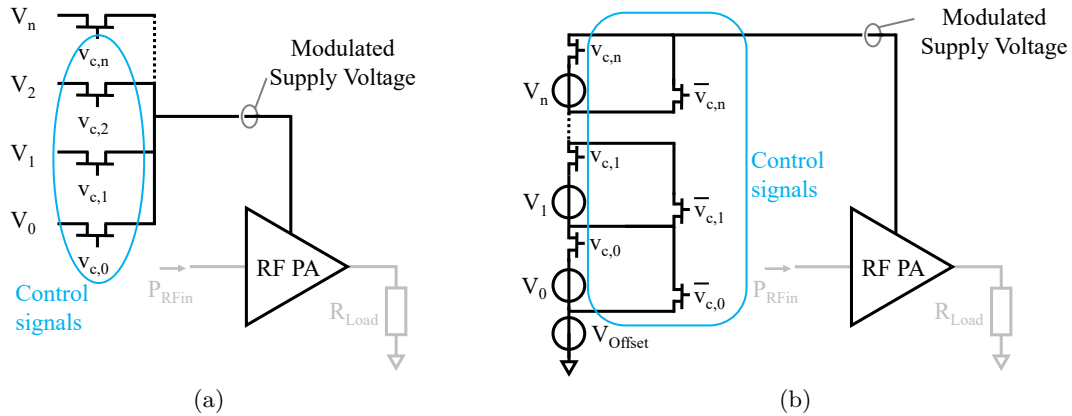 V_n
v_c,n
V_2
v_c,2
V_1
v_c,1
V_0
v_c,0
Control
signals
Modulated
Supply Voltage
P_RFin
RF PA
R_Load
(a)
v_c,n
V_n
v̅_c,n
v_c,1
V_1
v̅_c,1
v_c,0
V_0
v̅_c,0
V_Offset
Control
signals
Modulated
Supply Voltage
P_RFin
RF PA
R_Load
(b)